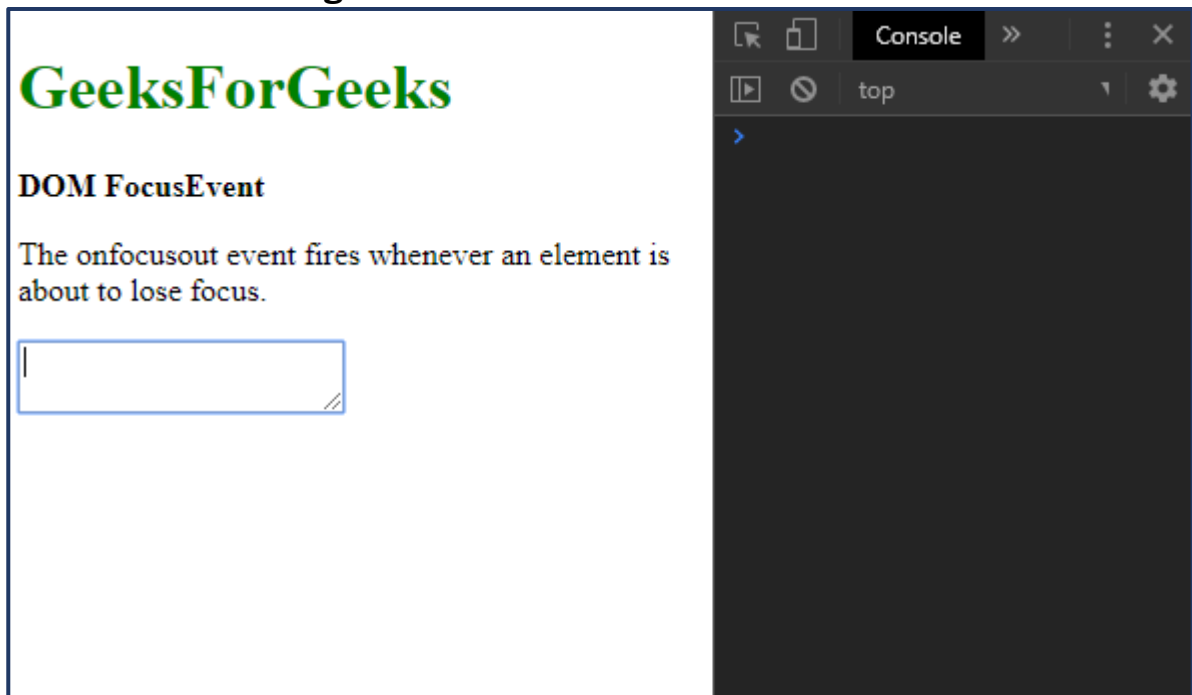 GeeksForGeeks
DOM FocusEvent
The onfocusout event fires whenever an element is
about to lose focus.
Console »
top
>